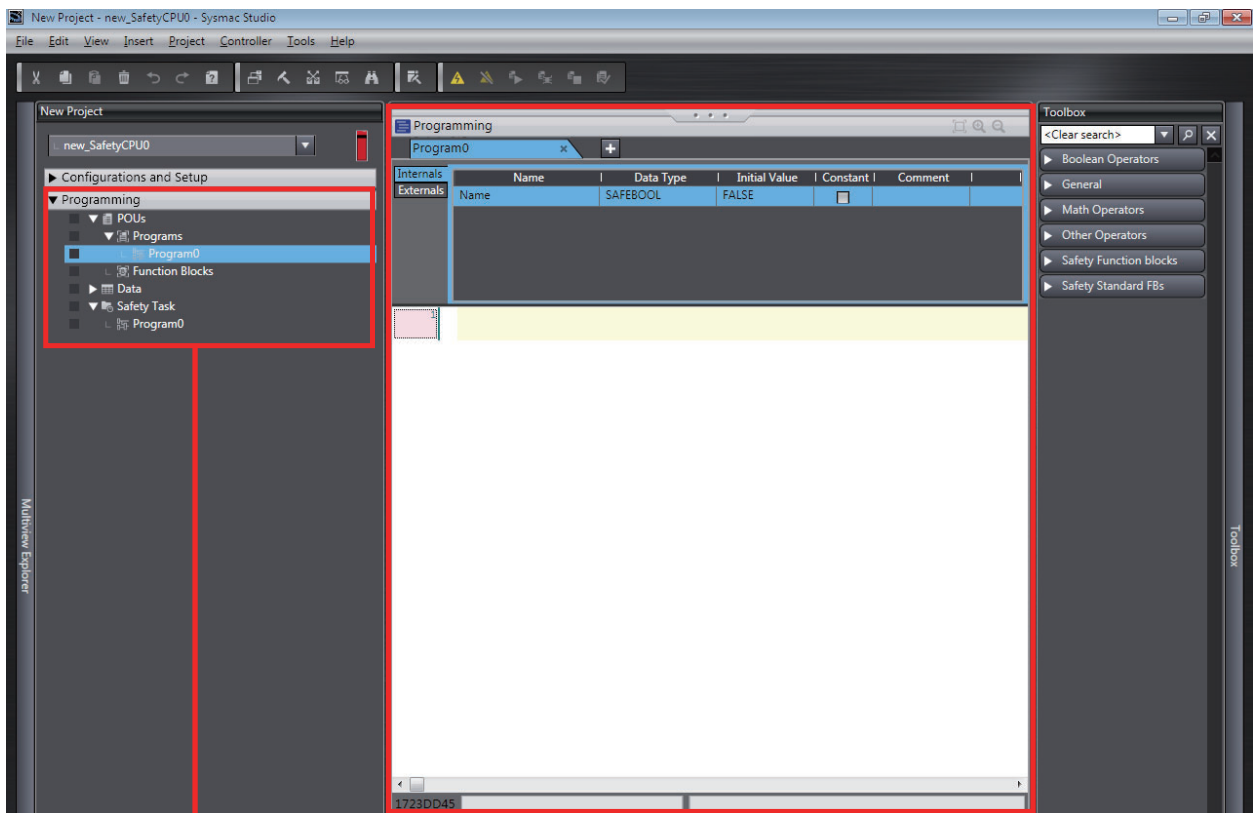 New Project - new_SafetyCPU0 - Sysmac Studio
File Edit View Insert Project Controller Tools Help
New Project
new_SafetyCPU0
Configurations and Setup
Programming
POUs
Programs
Program0
Function Blocks
Data
Safety Task
Program0
Multiview Explorer
Programming
Program0
Internals
Externals
Name Data Type Initial Value Constant Comment
Name SAFEBOOL FALSE
1
1723DD45
Toolbox
<Clear search>
Boolean Operators
General
Math Operators
Other Operators
Safety Function blocks
Safety Standard FBs
Toolbox